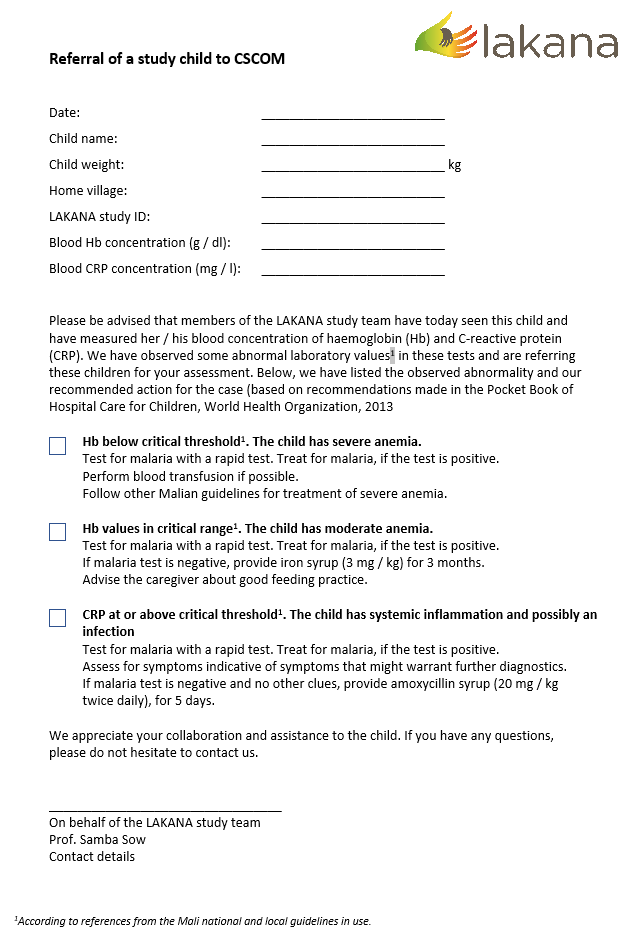 lakana
Referral of a study child to CSCOM
Date: __________________________
Child name: __________________________
Child weight: __________________________ kg
Home village: __________________________
LAKANA study ID: __________________________
Blood Hb concentration (g / dl): __________________________
Blood CRP concentration (mg / l): __________________________
Please be advised that members of the LAKANA study team have today seen this child and
have measured her / his blood concentration of haemoglobin (Hb) and C-reactive protein
(CRP). We have observed some abnormal laboratory values¹ in these tests and are referring
these children for your assessment. Below, we have listed the observed abnormality and our
recommended action for the case (based on recommendations made in the Pocket Book of
Hospital Care for Children, World Health Organization, 2013
Hb below critical threshold¹. The child has severe anemia.
Test for malaria with a rapid test. Treat for malaria, if the test is positive.
Perform blood transfusion if possible.
Follow other Malian guidelines for treatment of severe anemia.
Hb values in critical range¹. The child has moderate anemia.
Test for malaria with a rapid test. Treat for malaria, if the test is positive.
If malaria test is negative, provide iron syrup (3 mg / kg) for 3 months.
Advise the caregiver about good feeding practice.
CRP at or above critical threshold¹. The child has systemic inflammation and possibly an
infection
Test for malaria with a rapid test. Treat for malaria, if the test is positive.
Assess for symptoms indicative of symptoms that might warrant further diagnostics.
If malaria test is negative and no other clues, provide amoxycillin syrup (20 mg / kg
twice daily), for 5 days.
We appreciate your collaboration and assistance to the child. If you have any questions,
please do not hesitate to contact us.
_________________________________
On behalf of the LAKANA study team
Prof. Samba Sow
Contact details
¹According to references from the Mali national and local guidelines in use.